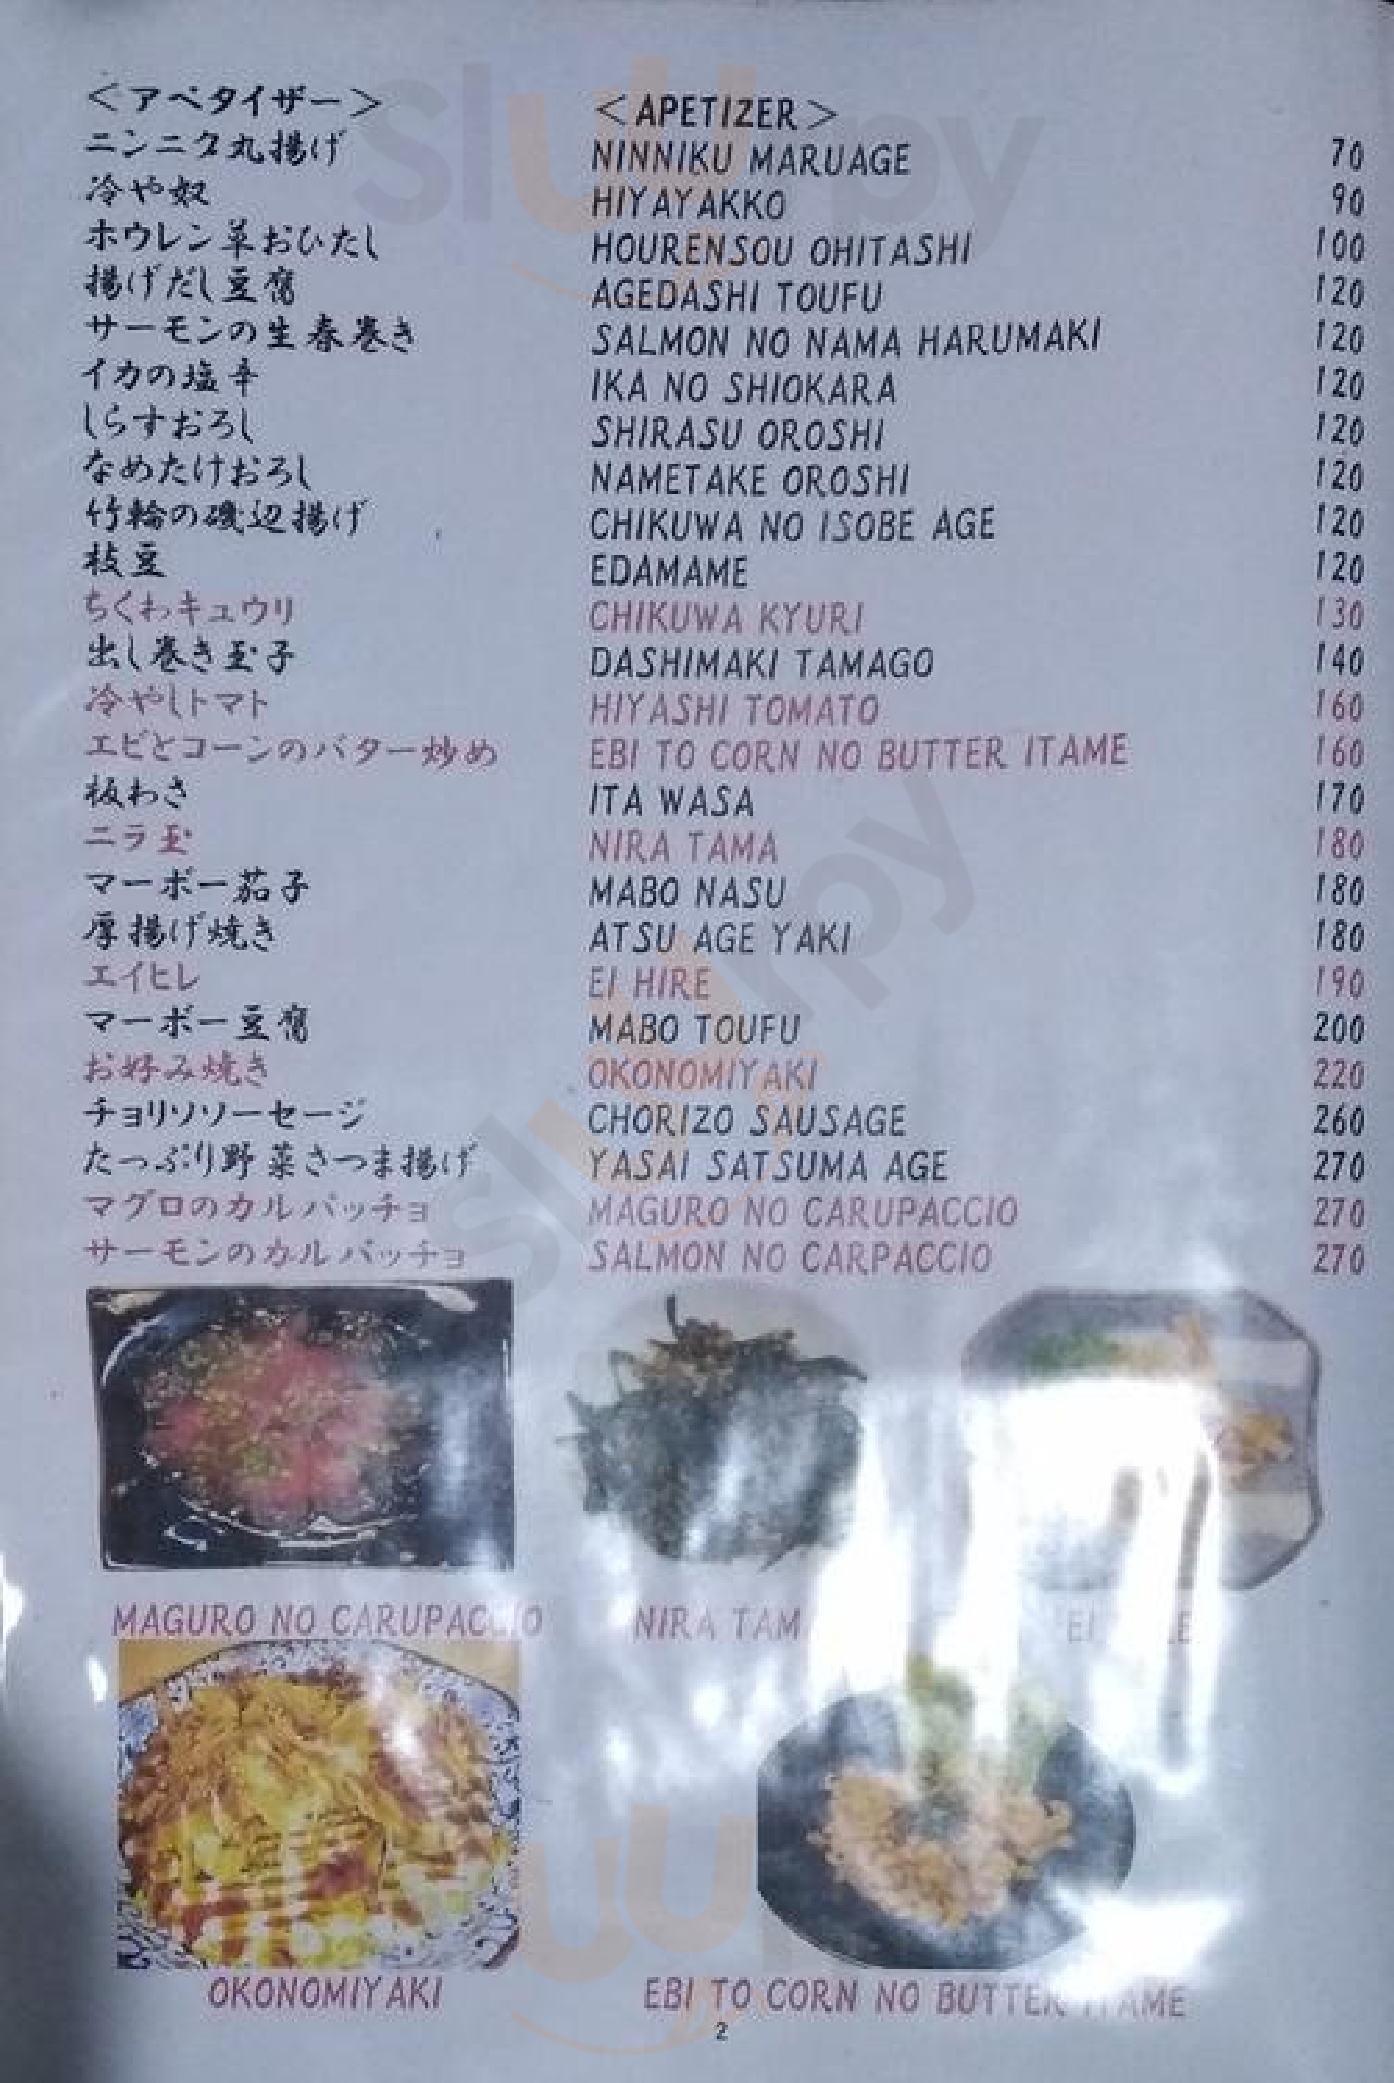 <アペタイザー> <APETIZER>
ニンニク丸揚げ NINNIKU MARUAGE 70
冷や奴 HIYAYAKKO 90
ホウレン草おひたし HOURENSOU OHITASHI 100
揚げだし豆腐 AGEDASHI TOUFU 120
サーモンの生春巻き SALMON NO NAMA HARUMAKI 120
イカの塩辛 IKA NO SHIOKARA 120
しらすおろし SHIRASU OROSHI 120
なめたけおろし NAMETAKE OROSHI 120
竹輪の磯辺揚げ CHIKUWA NO ISOBE AGE 120
枝豆 EDAMAME 120
ちくわキュウリ CHIKUWA KYURI 130
出し巻き玉子 DASHIMAKI TAMAGO 140
冷やしトマト HIYASHI TOMATO 160
エビとコーンのバター炒め EBI TO CORN NO BUTTER ITAME 160
板わさ ITA WASA 170
ニラ玉 NIRA TAMA 180
マーボー茄子 MABO NASU 180
厚揚げ焼き ATSU AGE YAKI 180
エイヒレ EI HIRE 190
マーボー豆腐 MABO TOUFU 200
お好み焼き OKONOMIYAKI 220
チョリソソーセージ CHORIZO SAUSAGE 260
たっぷり野菜さつま揚げ YASAI SATSUMA AGE 270
マグロのカルパッチョ MAGURO NO CARUPACCIO 270
サーモンのカルパッチョ SALMON NO CARPACCIO 270
MAGURO NO CARUPACCIO NIRA TAM EI
OKONOMIYAKI EBI TO CORN NO BUTTER ITAME
2
Slurpy
Slurpy